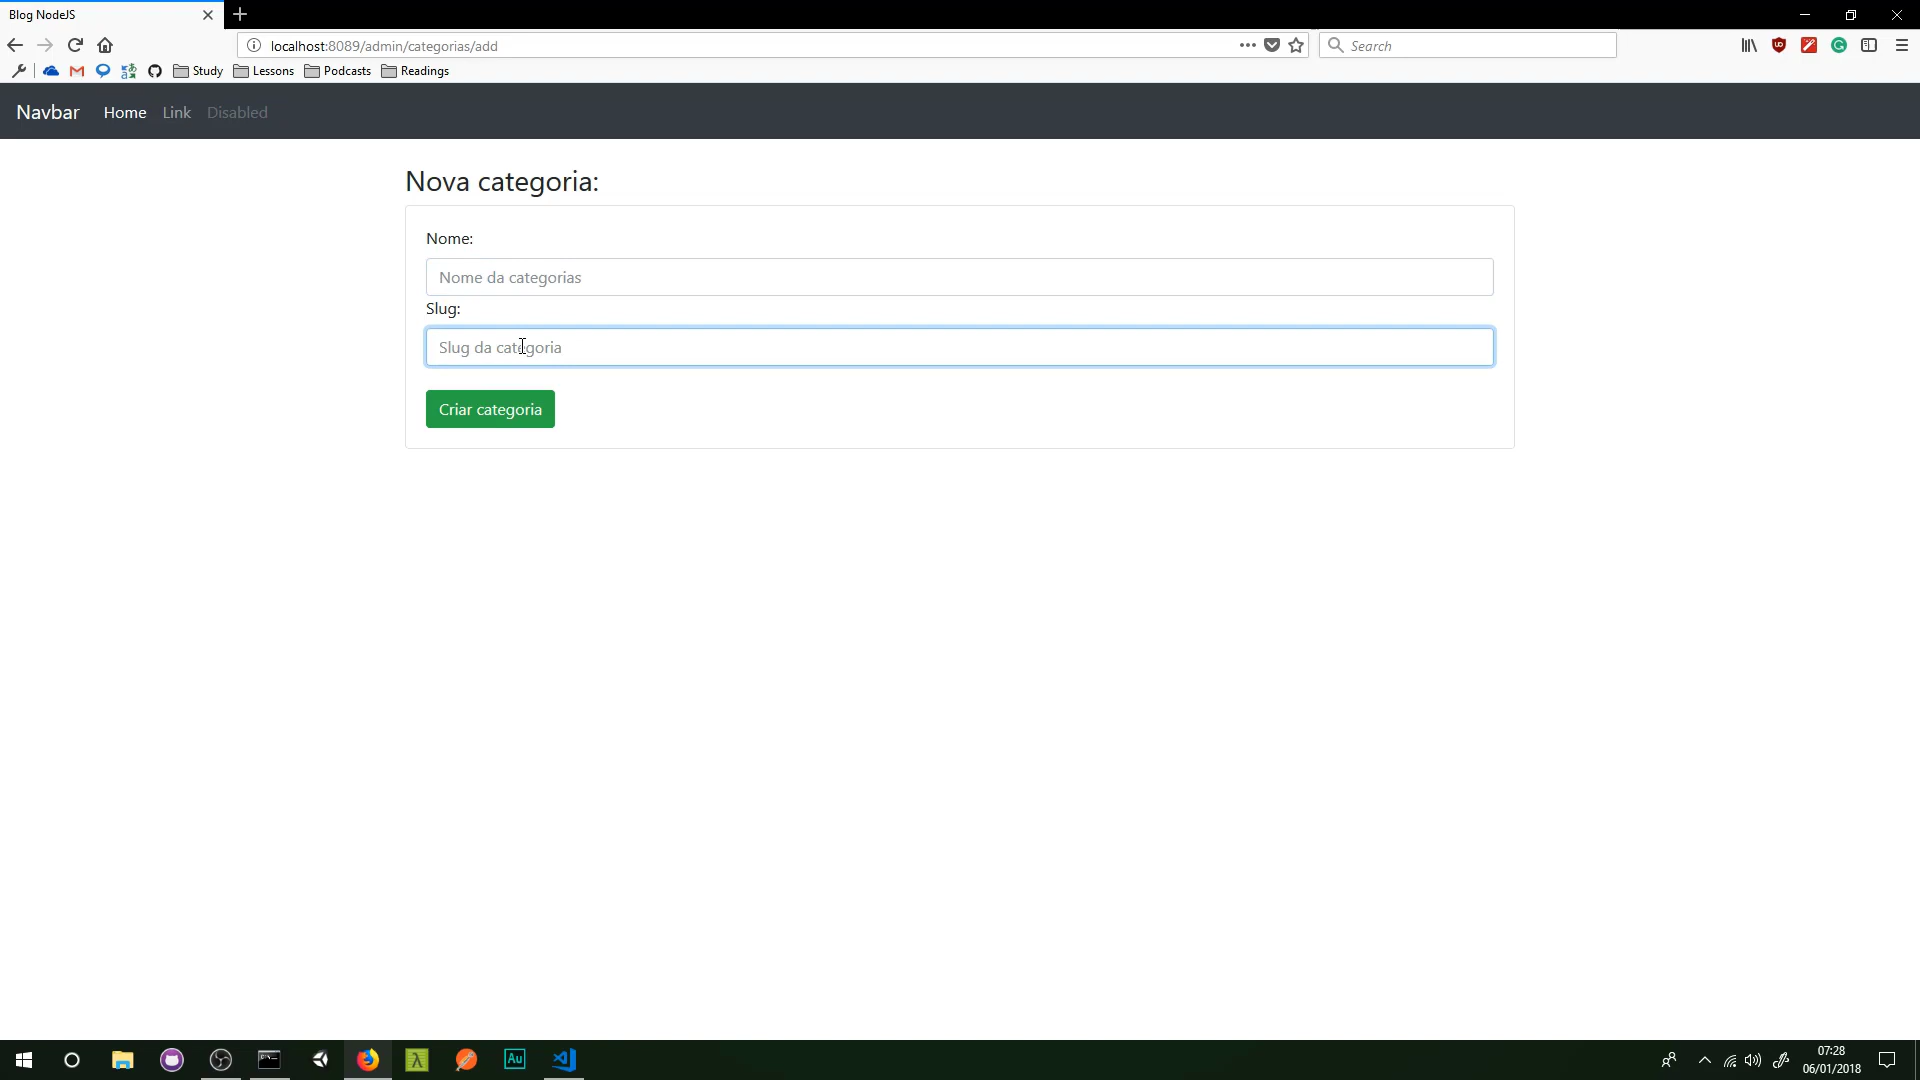 Blog NodeJS
localhost:8089/admin/categorias/add
Search
Study Lessons Podcasts Readings
Navbar Home Link Disabled
Nova categoria:
Nome:
Nome da categorias
Slug:
Slug da categoria
Criar categoria
Au
07:28
06/01/2018